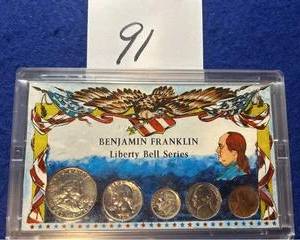 91
BENJAMIN FRANKLIN
Liberty Bell Series